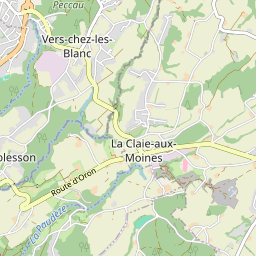 Peccau
Vers-chez-les-
Blanc
La Claie-aux-
Moines
olesson
Route d'Oron
La Paudèze